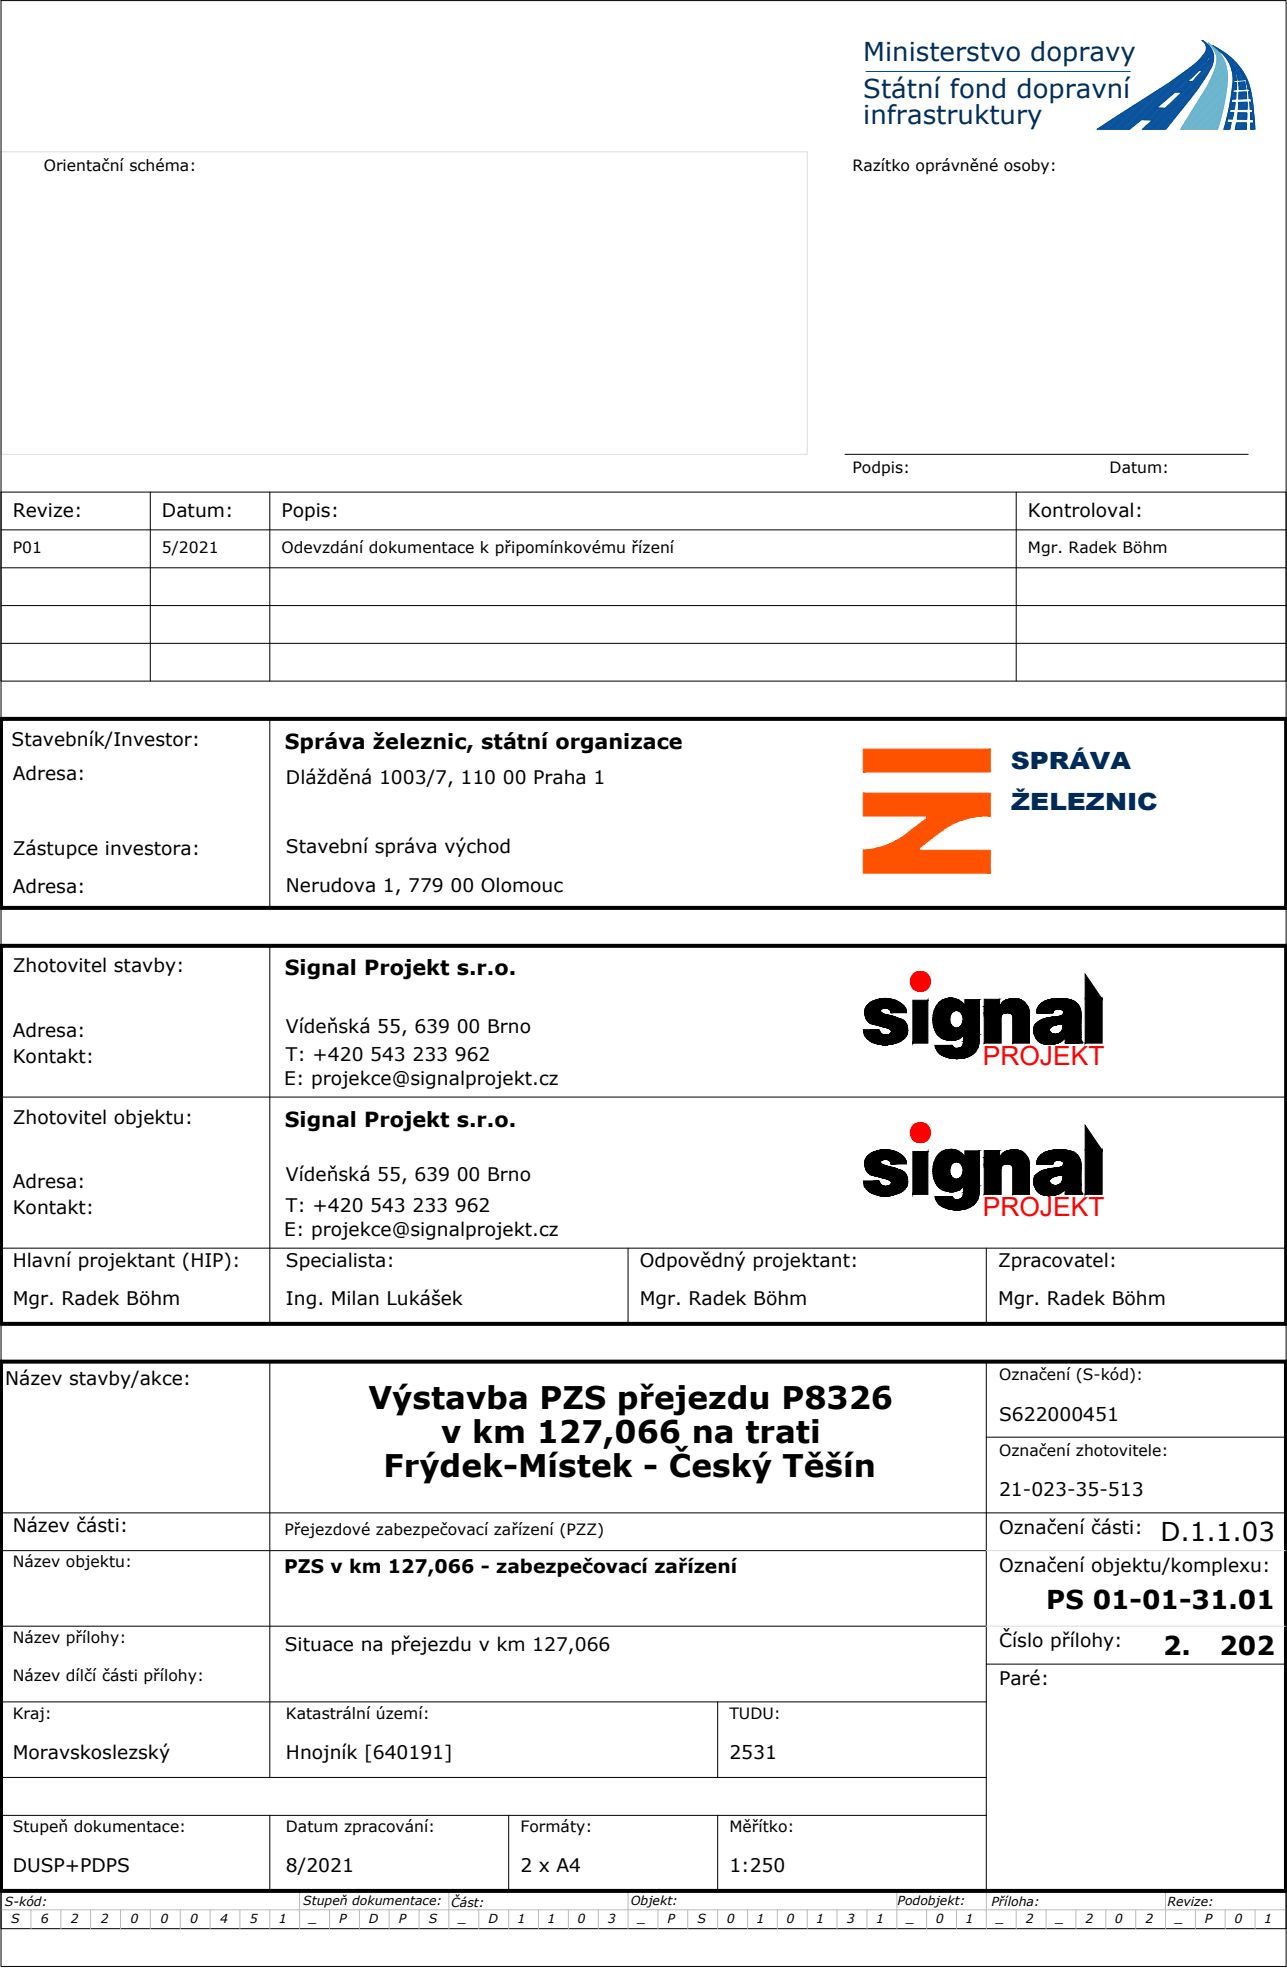 Ministerstvo dopravy
Státní fond dopravní
infrastruktury
Orientační schéma:
Razítko oprávněné osoby:
Podpis: Datum:
Revize: Datum: Popis: Kontroloval:
P01 5/2021 Odevzdání dokumentace k připomínkovému řízení Mgr. Radek Böhm
Stavebník/Investor: Správa železnic, státní organizace
Adresa: Dlážděná 1003/7, 110 00 Praha 1
SPRÁVA
ŽELEZNIC
Zástupce investora: Stavební správa východ
Adresa: Nerudova 1, 779 00 Olomouc
Zhotovitel stavby: Signal Projekt s.r.o.
Adresa: Vídeňská 55, 639 00 Brno
Kontakt: T: +420 543 233 962
E: projekce@signalprojekt.cz
signal
PROJEKT
Zhotovitel objektu: Signal Projekt s.r.o.
Adresa: Vídeňská 55, 639 00 Brno
Kontakt: T: +420 543 233 962
E: projekce@signalprojekt.cz
signal
PROJEKT
Hlavní projektant (HIP): Specialista: Odpovědný projektant: Zpracovatel:
Mgr. Radek Böhm Ing. Milan Lukášek Mgr. Radek Böhm Mgr. Radek Böhm
Název stavby/akce:
Výstavba PZS přejezdu P8326
v km 127,066 na trati
Frýdek-Místek - Český Těšín
Označení (S-kód):
S622000451
Označení zhotovitele:
21-023-35-513
Název části: Přejezdové zabezpečovací zařízení (PZZ) Označení části: D.1.1.03
Název objektu: PZS v km 127,066 - zabezpečovací zařízení Označení objektu/komplexu:
PS 01-01-31.01
Název přílohy: Situace na přejezdu v km 127,066 Číslo přílohy: 2. 202
Název dílčí části přílohy:
Paré:
Kraj: Katastrální území: TUDU:
Moravskoslezský Hnojník [640191] 2531
Stupeň dokumentace: Datum zpracování: Formáty: Měřítko:
DUSP+PDPS 8/2021 2 x A4 1:250
S-kód: Stupeň dokumentace: Část: Objekt: Podobjekt: Příloha: Revize:
S 6 2 2 0 0 0 4 5 1 _ P D P S _ D 1 1 0 3 _ P S 0 1 0 1 3 1 _ 0 1 _ 2 _ 2 0 2 _ P 0 1